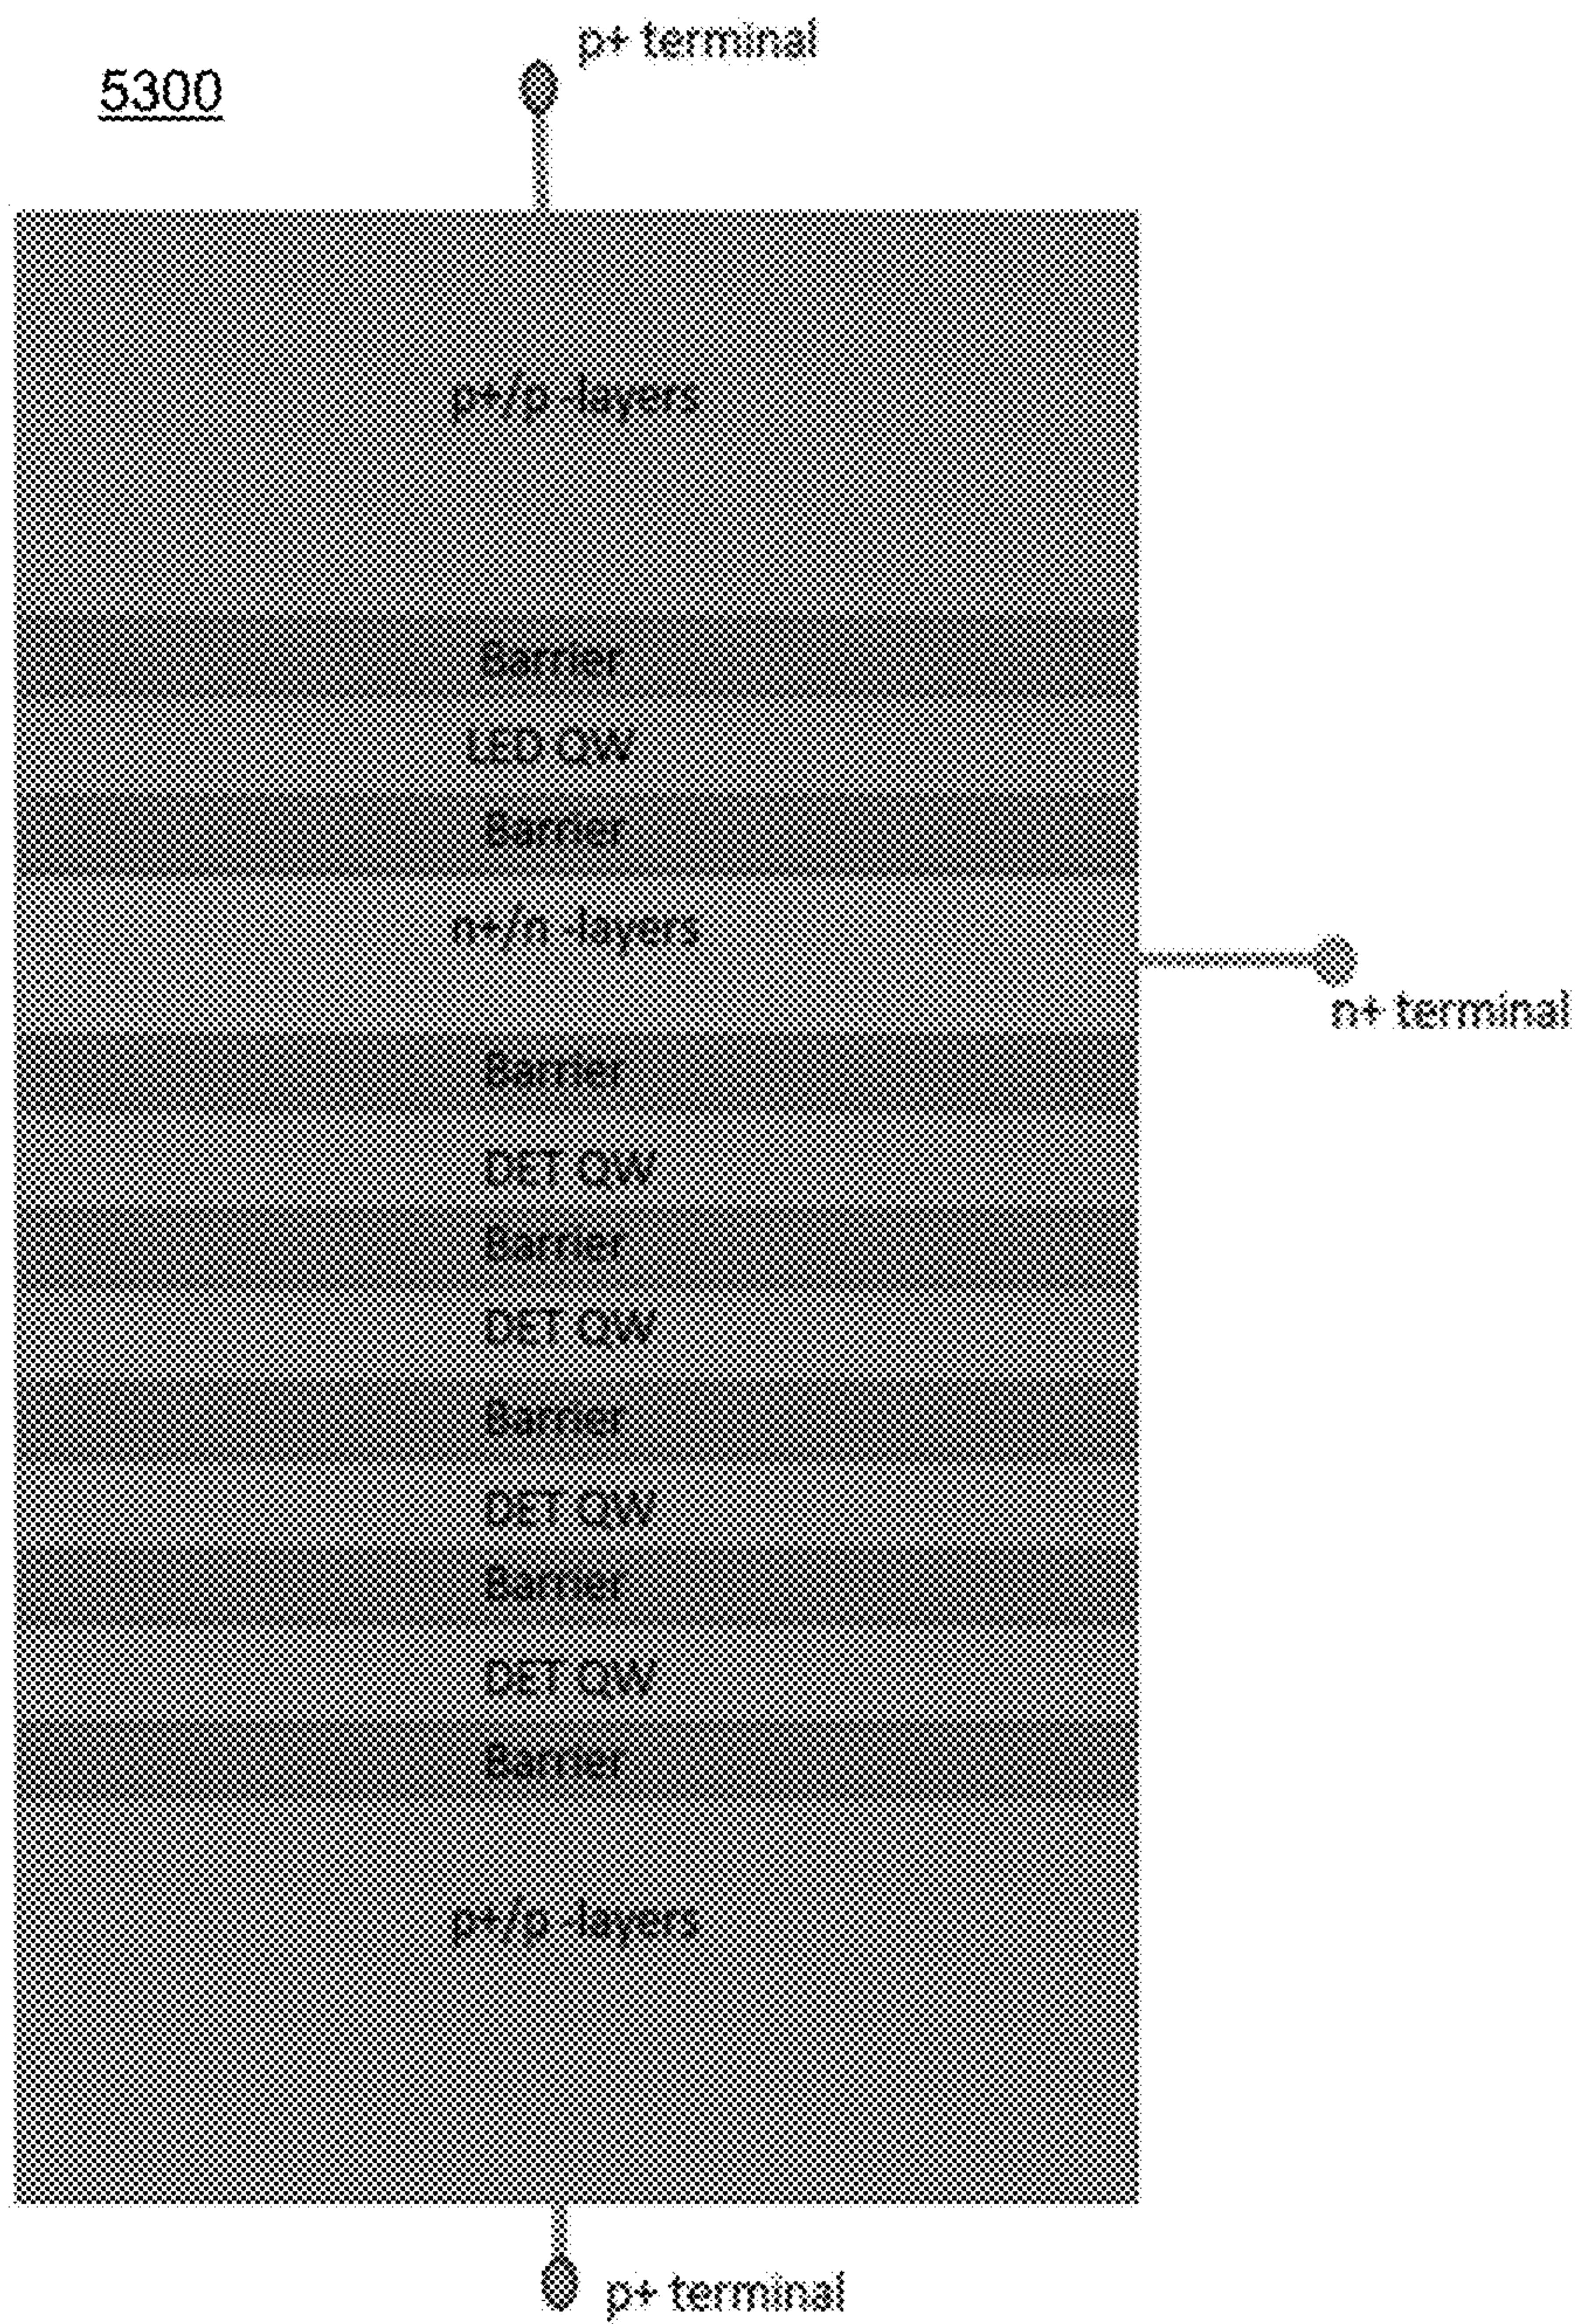 p+ terminal
5300
p+/p -layers
Barrier
LED QW
Barrier
n+/n -layers
n+ terminal
Barrier
DET QW
Barrier
DET QW
Barrier
DET QW
Barrier
DET QW
Barrier
p+/p -layers
p+ terminal